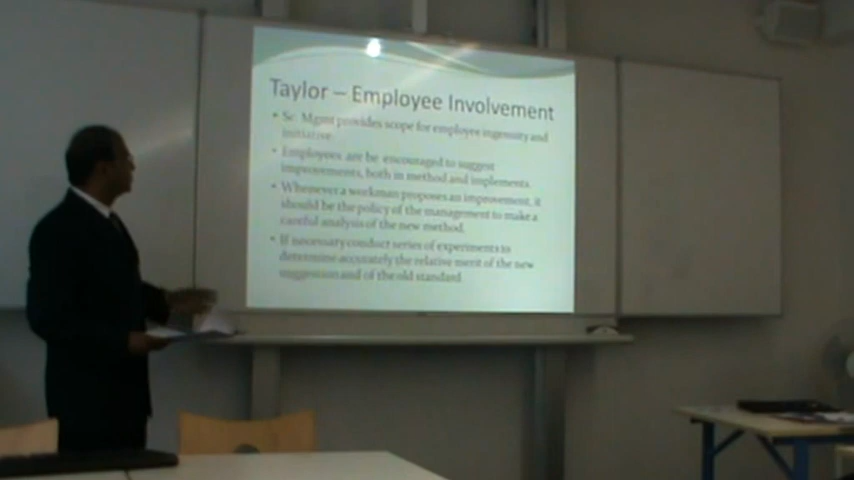 Taylor – Employee Involvement
• Sc. Mgmt provides scope for employee ingenuity and
initiative.
• Employees are be encouraged to suggest
improvements, both in method and implements.
• Whenever a workman proposes an improvement, it
should be the policy of the management to make a
careful analysis of the new method.
• If necessary conduct series of experiments to
determine accurately the relative merit of the new
suggestion and of the old standard